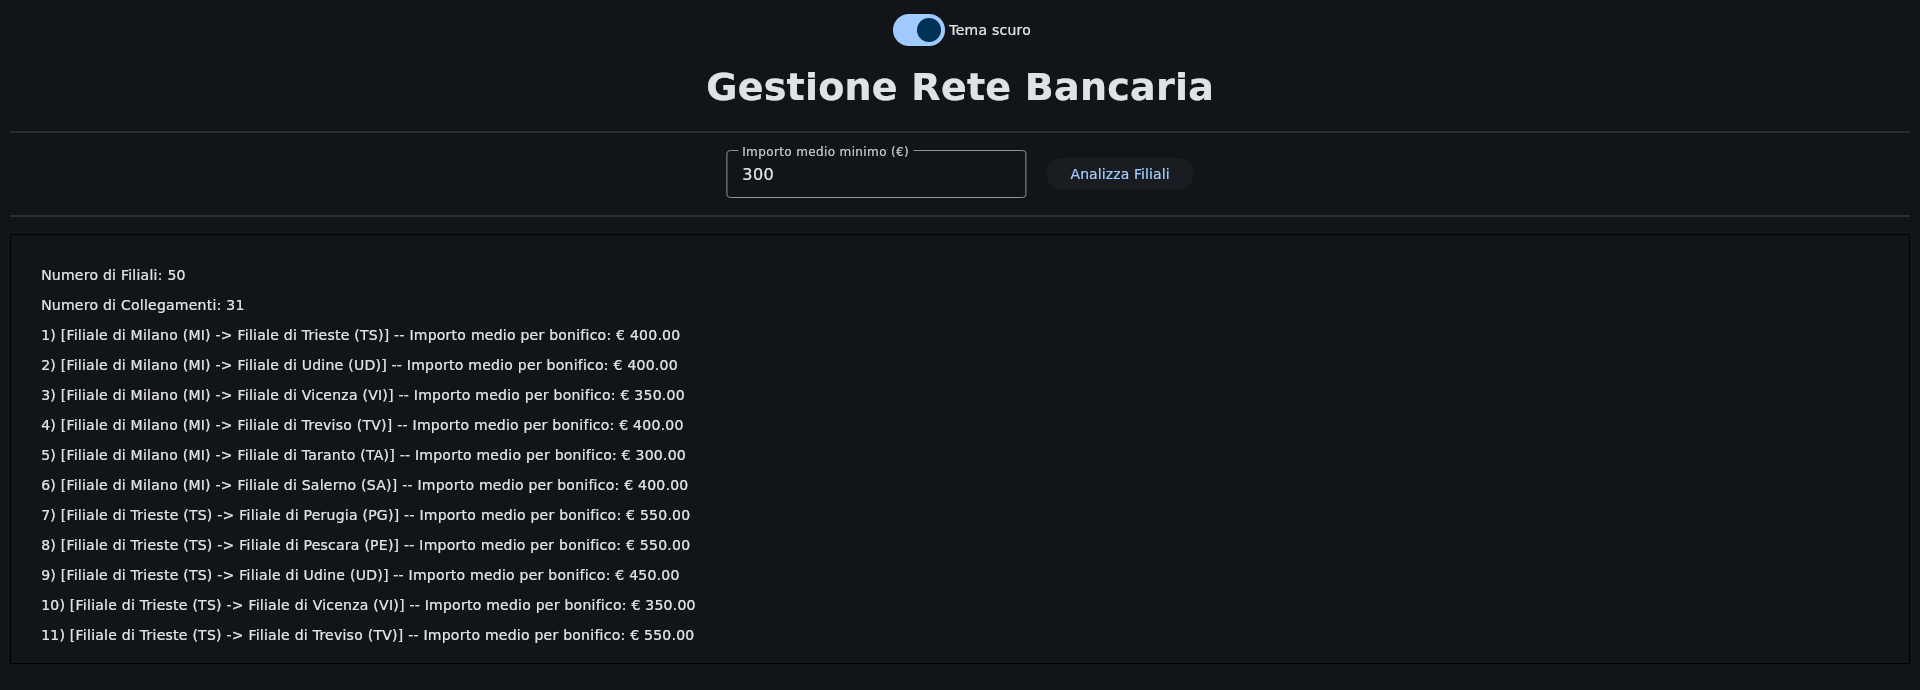 Tema scuro
Gestione Rete Bancaria
Importo medio minimo (€)
300
Analizza Filiali
Numero di Filiali: 50
Numero di Collegamenti: 31
1) [Filiale di Milano (MI) -> Filiale di Trieste (TS)] -- Importo medio per bonifico: € 400.00
2) [Filiale di Milano (MI) -> Filiale di Udine (UD)] -- Importo medio per bonifico: € 400.00
3) [Filiale di Milano (MI) -> Filiale di Vicenza (VI)] -- Importo medio per bonifico: € 350.00
4) [Filiale di Milano (MI) -> Filiale di Treviso (TV)] -- Importo medio per bonifico: € 400.00
5) [Filiale di Milano (MI) -> Filiale di Taranto (TA)] -- Importo medio per bonifico: € 300.00
6) [Filiale di Milano (MI) -> Filiale di Salerno (SA)] -- Importo medio per bonifico: € 400.00
7) [Filiale di Trieste (TS) -> Filiale di Perugia (PG)] -- Importo medio per bonifico: € 550.00
8) [Filiale di Trieste (TS) -> Filiale di Pescara (PE)] -- Importo medio per bonifico: € 550.00
9) [Filiale di Trieste (TS) -> Filiale di Udine (UD)] -- Importo medio per bonifico: € 450.00
10) [Filiale di Trieste (TS) -> Filiale di Vicenza (VI)] -- Importo medio per bonifico: € 350.00
11) [Filiale di Trieste (TS) -> Filiale di Treviso (TV)] -- Importo medio per bonifico: € 550.00